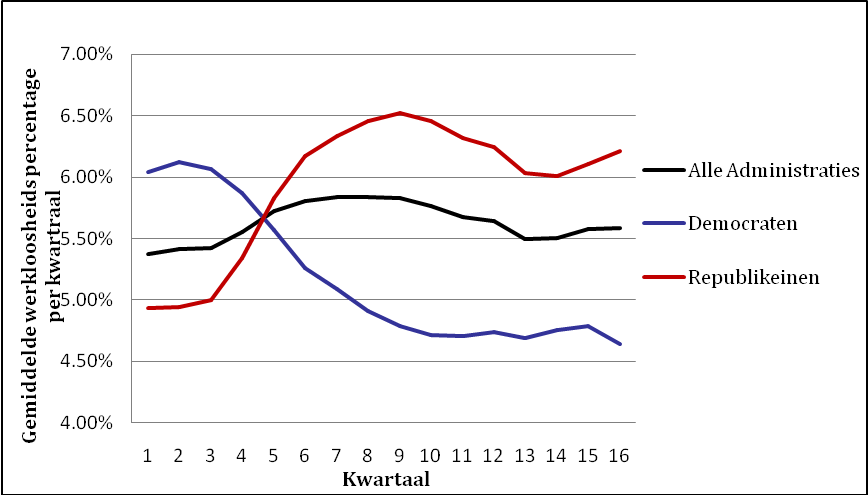 Gemiddelde werkloosheids percentage
per kwartraal
7.00%
6.50%
6.00%
5.50%
5.00%
4.50%
4.00%
1 2 3 4 5 6 7 8 9 10 11 12 13 14 15 16
Kwartaal
Alle Administraties
Democraten
Republikeinen